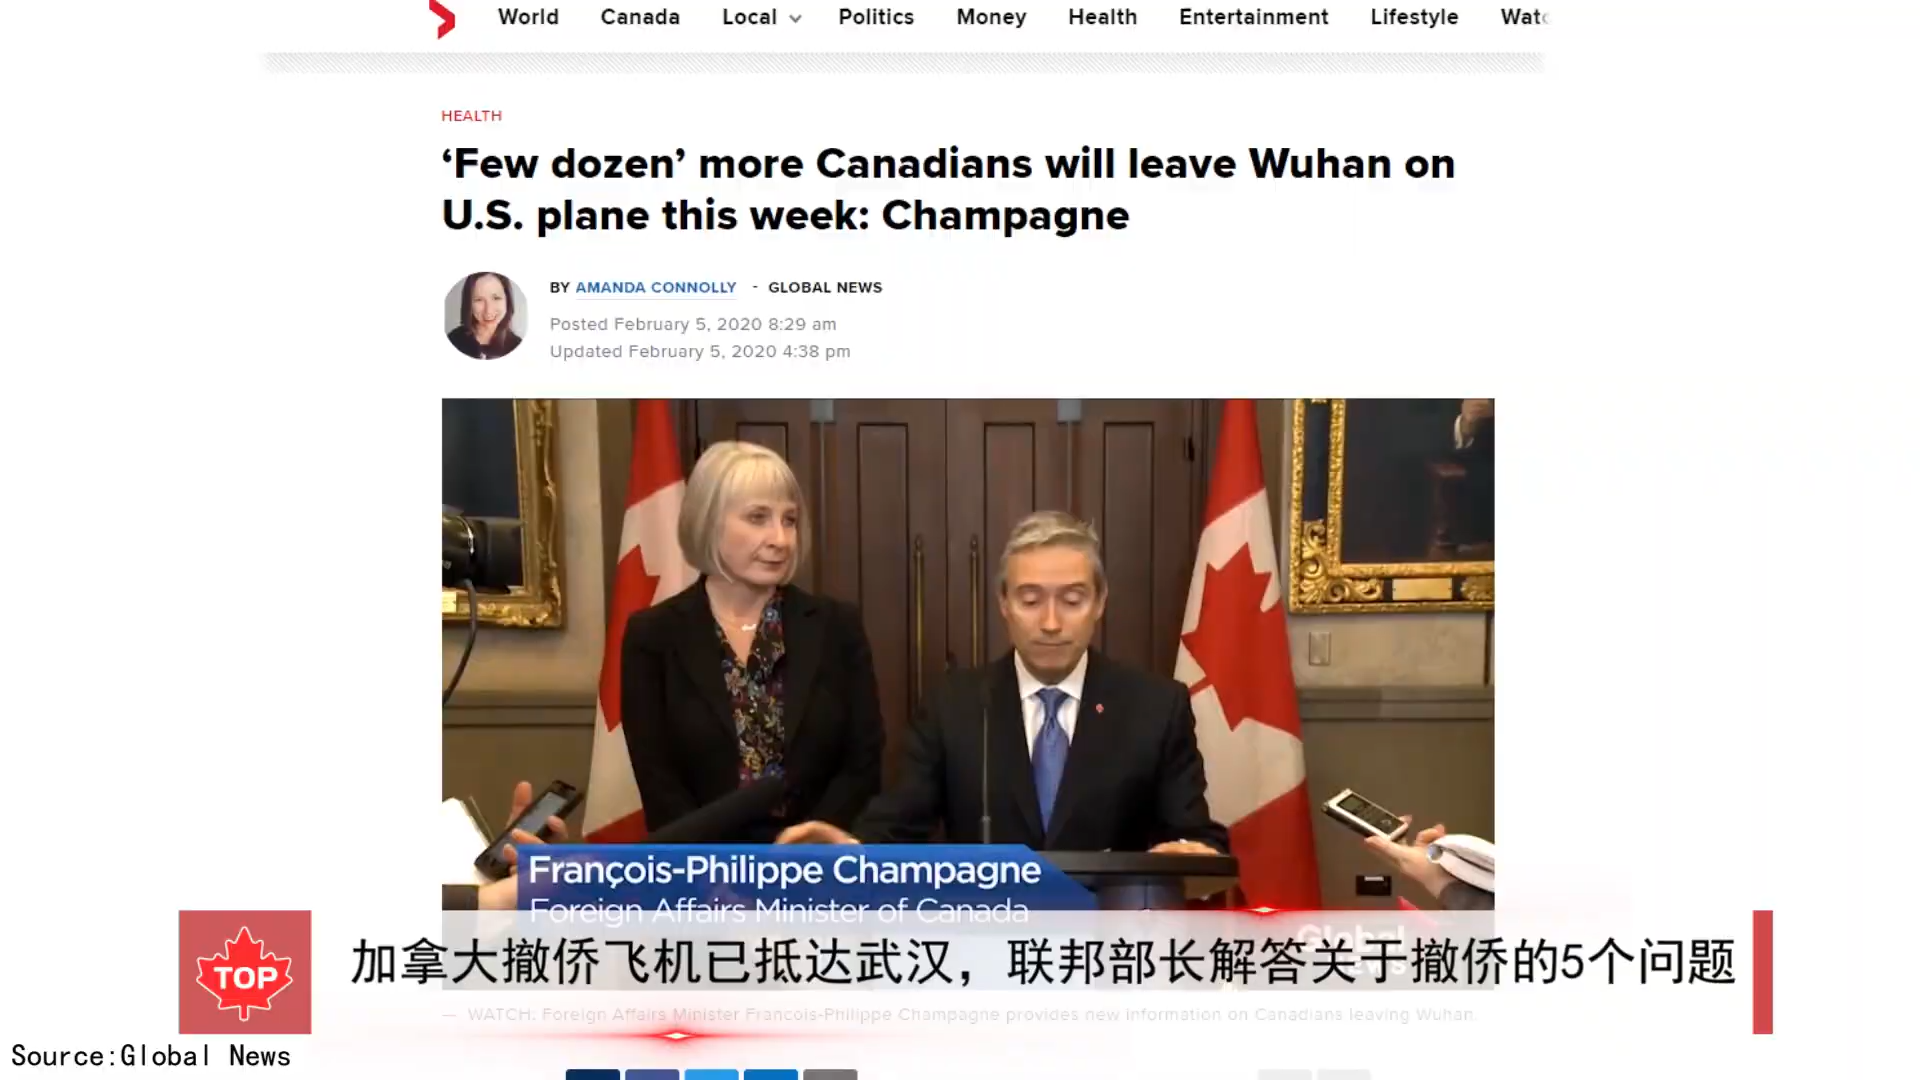 World Canada Local Politics Money Health Entertainment Lifestyle
HEALTH
‘Few dozen’ more Canadians will leave Wuhan on
U.S. plane this week: Champagne
BY AMANDA CONNOLLY - GLOBAL NEWS
Posted February 5, 2020 8:29 am
Updated February 5, 2020 4:38 pm
François-Philippe Champagne
Foreign Affairs Minister of Canada
Global
NEWS
TOP
加拿大撤侨飞机已抵达武汉，联邦部长解答关于撤侨的5个问题
— WATCH: Foreign Affairs Minister Francois-Philippe Champagne provides new information on Canadians leaving Wuhan.
Source:Global News